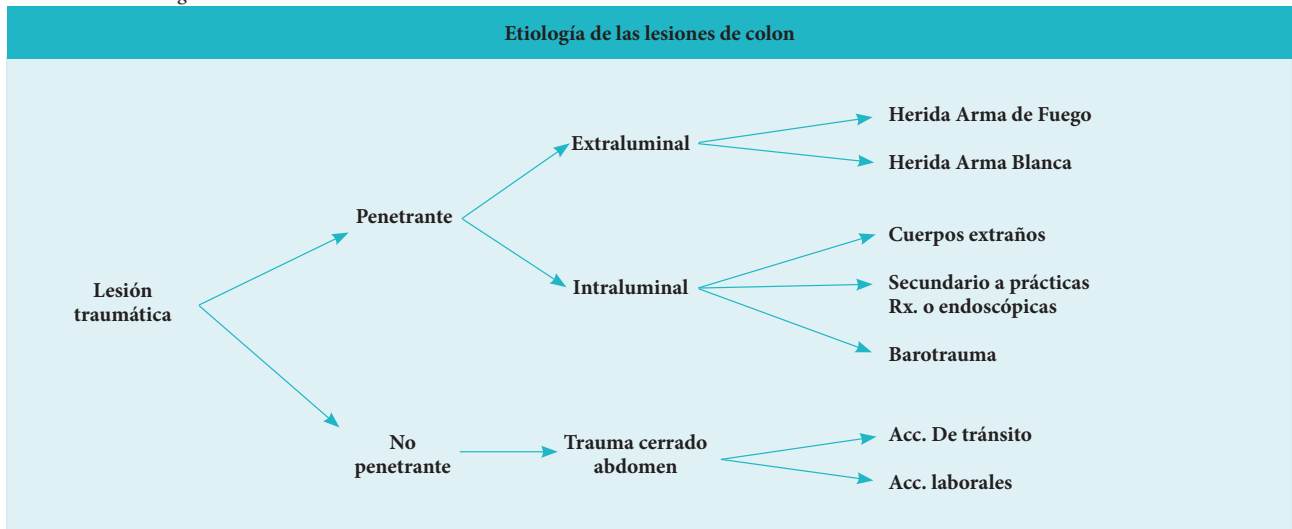 Etiología de las lesiones de colon
Herida Arma de Fuego
Extraluminal
Herida Arma Blanca
Penetrante
Cuerpos extraños
Lesión
traumática
Intraluminal
Secundario a prácticas
Rx. o endoscópicas
Barotrauma
No
penetrante
Trauma cerrado
abdomen
Acc. De tránsito
Acc. laborales